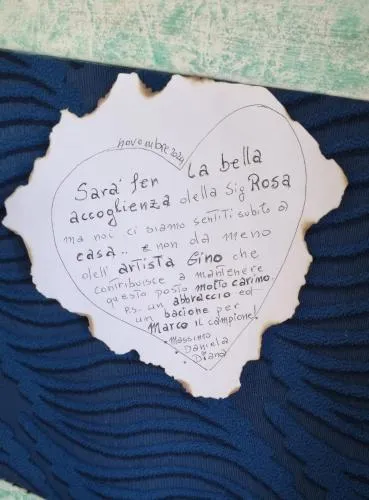 novembre 2024
Sara' per la bella
accoglienza della Sig Rosa
ma noi ci siamo sentiti subito a
casa .. e non da meno
dell' artista Gino che
contribuisce a mantenere
questo posto molto carino.
P.S. un abbraccio ed
un bacione per
Marco il campione!
Massimo
Daniela
Diana